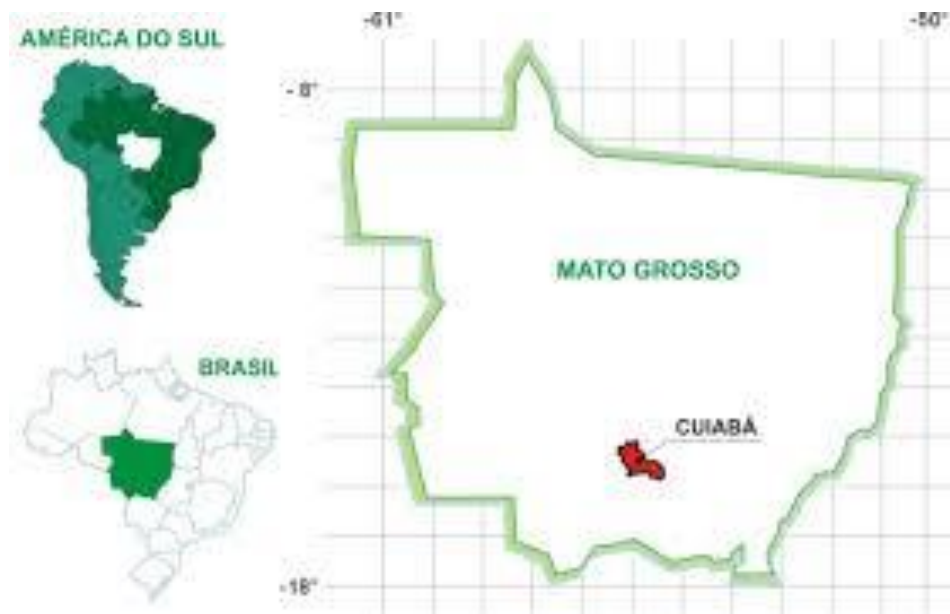 AMÉRICA DO SUL
-61°
-50°
- 8°
MATO GROSSO
BRASIL
CUIABÁ
-18°